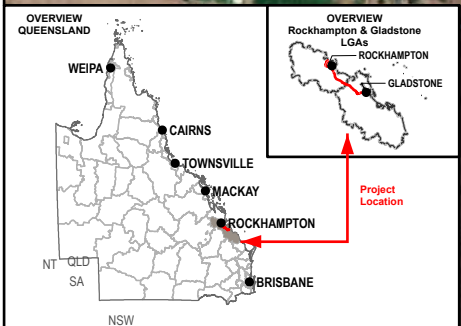 OVERVIEW
QUEENSLAND
WEIPA
CAIRNS
TOWNSVILLE
MACKAY
ROCKHAMPTON
BRISBANE
NT
QLD
SA
NSW
OVERVIEW
Rockhampton & Gladstone
LGAs
ROCKHAMPTON
GLADSTONE
Project
Location